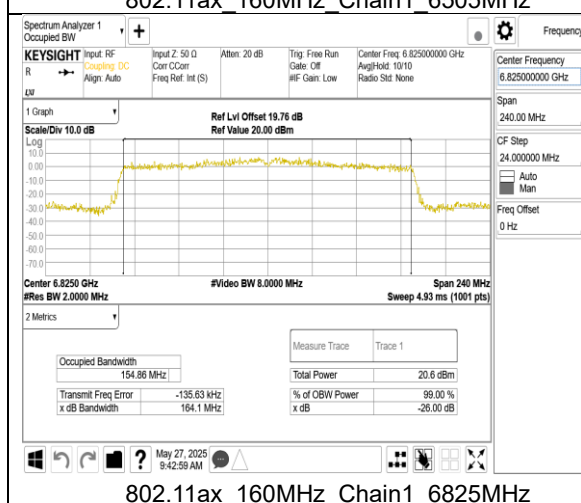 802.11ax_160MHz_Chain1_6505MHz
Spectrum Analyzer 1
Occupied BW
Frequency
KEYSIGHT Input: RF Input Z: 50 Ω Atten: 20 dB Trig: Free Run Center Freq: 6.825000000 GHz
R Coupling: DC Corr CCorr Gate: Off Avg|Hold: 10/10
Align: Auto Freq Ref: Int (S) #IF Gain: Low Radio Std: None
LXI
Center Frequency
6.825000000 GHz
Span
240.00 MHz
CF Step
24.000000 MHz
Auto
Man
Freq Offset
0 Hz
1 Graph
Ref Lvl Offset 19.76 dB
Scale/Div 10.0 dB Ref Value 20.00 dBm
Log
10.0
0.00
-10.0
-20.0
-30.0
-40.0
-50.0
-60.0
-70.0
Center 6.8250 GHz #Video BW 8.0000 MHz Span 240 MHz
#Res BW 2.0000 MHz Sweep 4.93 ms (1001 pts)
2 Metrics
Measure Trace Trace 1
Occupied Bandwidth
154.86 MHz Total Power 20.6 dBm
Transmit Freq Error -135.63 kHz % of OBW Power 99.00 %
x dB Bandwidth 164.1 MHz x dB -26.00 dB
May 27, 2025
9:42:59 AM
802.11ax_160MHz_Chain1_6825MHz